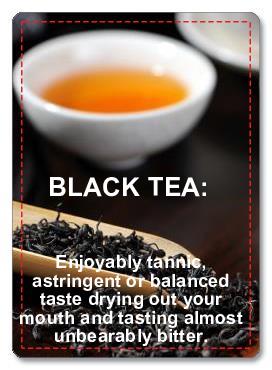 BLACK TEA:
Enjoyably tannic,
astringent or balanced
taste drying out your
mouth and tasting almost
unbearably bitter.